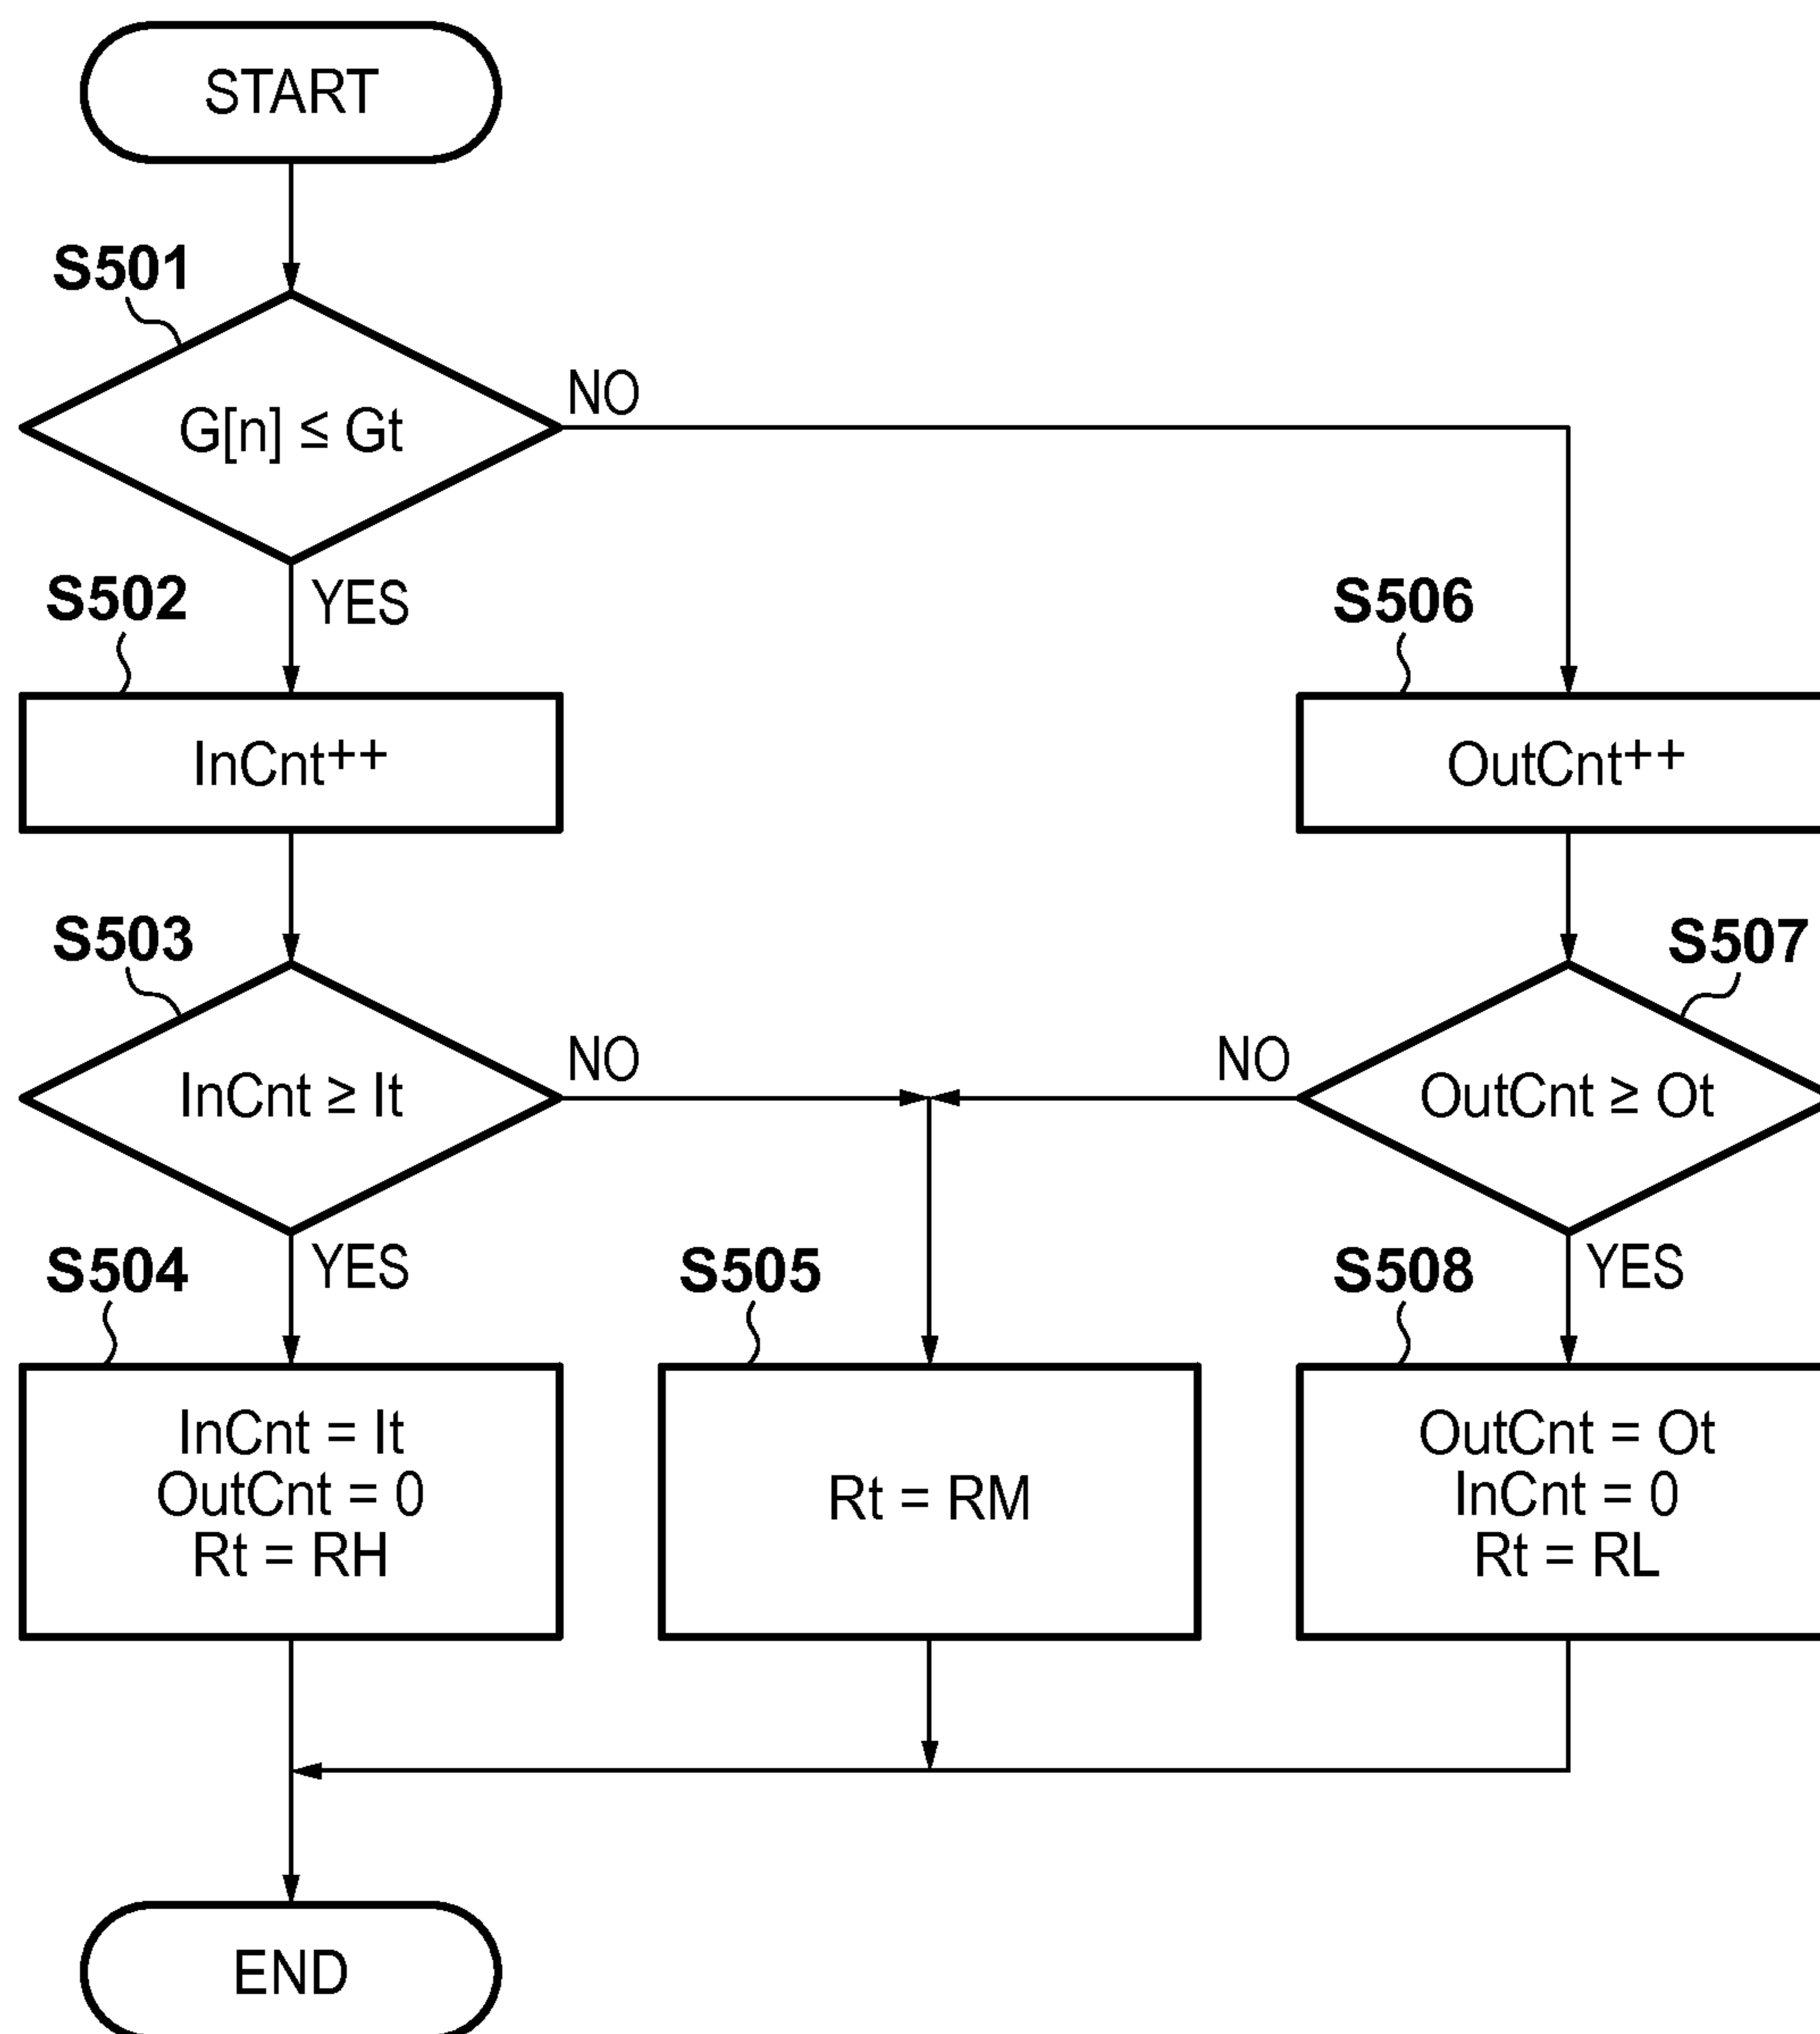 START
S501
G[n] ≤ Gt
NO
YES
S502
InCnt++
S506
OutCnt++
S503
InCnt ≥ It
NO
YES
S507
OutCnt ≥ Ot
NO
YES
S504
InCnt = It
OutCnt = 0
Rt = RH
S505
Rt = RM
S508
OutCnt = Ot
InCnt = 0
Rt = RL
END